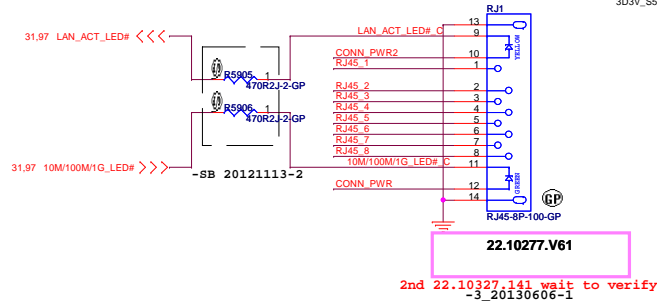 3D3V_S5
RJ1
31,97 LAN_ACT_LED#
LAN_ACT_LED#_C
13
9
YELLOW
CONN_PWR2
10
RJ45_1
1
R5905
1
470R2J-2-GP
RJ45_2
2
RJ45_3
3
RJ45_4
4
R5906
1
470R2J-2-GP
RJ45_5
5
RJ45_6
6
RJ45_7
7
RJ45_8
8
31,97 10M/100M/1G_LED#
10M/100M/1G_LED#_C
11
-SB 20121113-2
CONN_PWR
12
GREEN
14
GP
RJ45-8P-100-GP
22.10277.V61
2nd 22.10327.141 wait to verify
-3_20130606-1